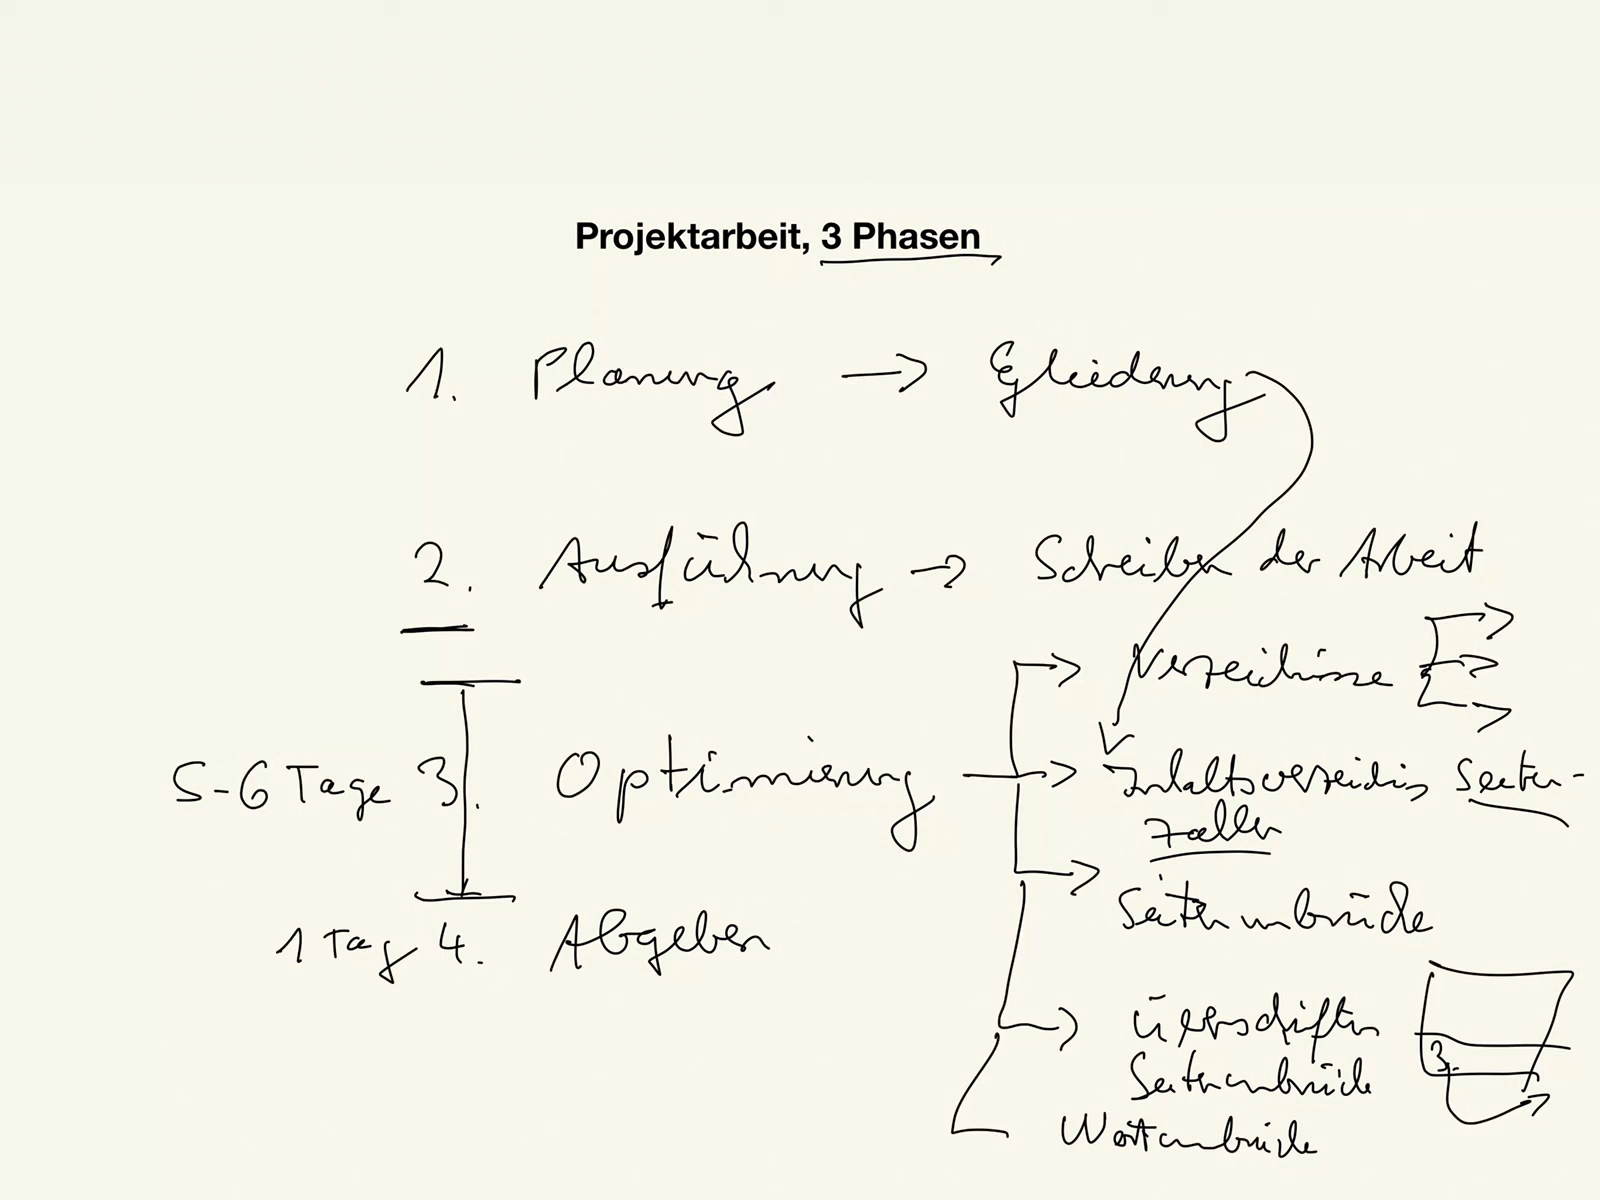 Projektarbeit, 3 Phasen
1. Planung → Gliederung
2. Ausführung → Schreiben der Arbeit
Verzeichnisse
5-6 Tage 3. Optimierung → Inhaltsverzeichnis Seiten-
zahlen
Seitenumbrüche
1 Tag 4. Abgeben
Überschriften
3.
Seitenumbrüche
Wortumbrüche